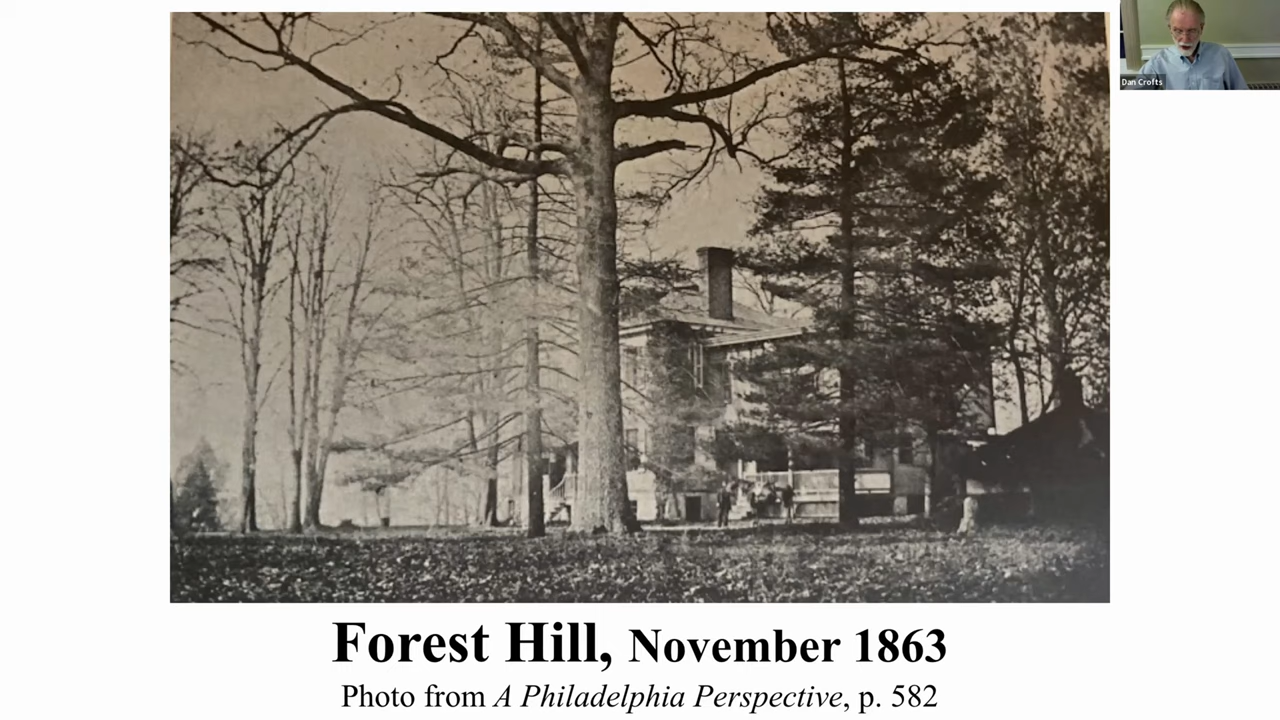 Dan Crofts
Forest Hill, November 1863
Photo from A Philadelphia Perspective, p. 582